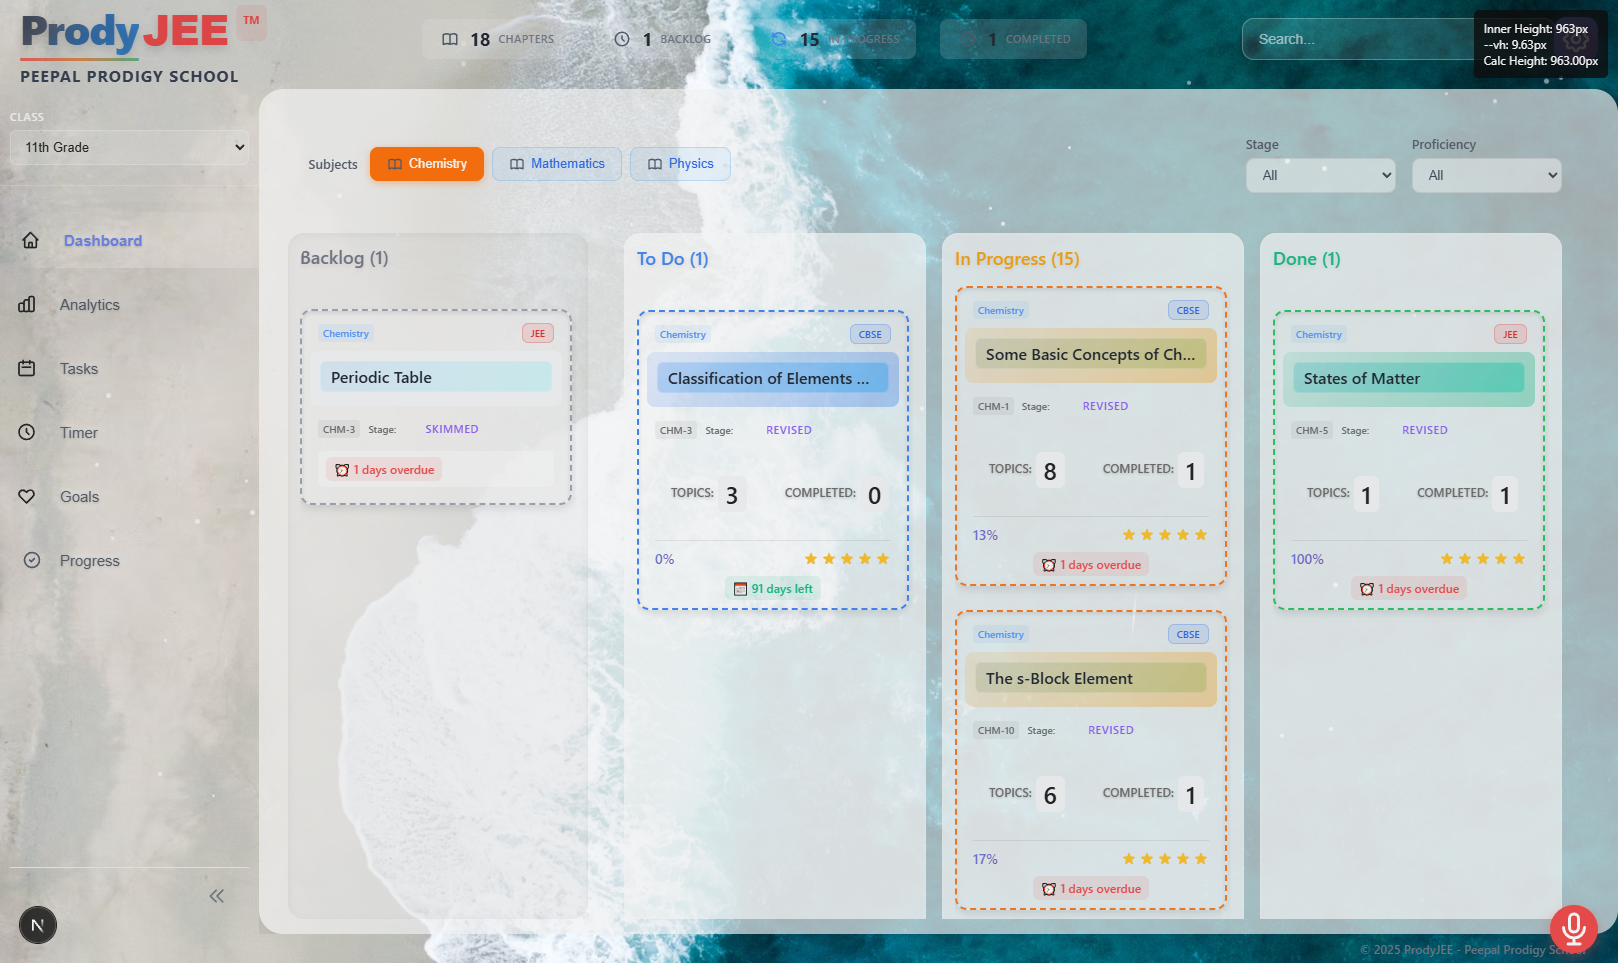 ProdyJEE ™
PEEPAL PRODIGY SCHOOL
18 CHAPTERS
1 BACKLOG
15 IN PROGRESS
1 COMPLETED
Search...
Inner Height: 963px
--vh: 9.63px
Calc Height: 963.00px
CLASS
11th Grade
Dashboard
Analytics
Tasks
Timer
Goals
Progress
N
Subjects
Chemistry
Mathematics
Physics
Stage
All
Proficiency
All
Backlog (1)
Chemistry JEE
Periodic Table
CHM-3 Stage: SKIMMED
1 days overdue
To Do (1)
Chemistry CBSE
Classification of Elements ...
CHM-3 Stage: REVISED
TOPICS: 3 COMPLETED: 0
0%
91 days left
In Progress (15)
Chemistry CBSE
Some Basic Concepts of Ch...
CHM-1 Stage: REVISED
TOPICS: 8 COMPLETED: 1
13%
1 days overdue
Chemistry CBSE
The s-Block Element
CHM-10 Stage: REVISED
TOPICS: 6 COMPLETED: 1
17%
1 days overdue
Done (1)
Chemistry JEE
States of Matter
CHM-5 Stage: REVISED
TOPICS: 1 COMPLETED: 1
100%
1 days overdue
© 2025 ProdyJEE - Peepal Prodigy School